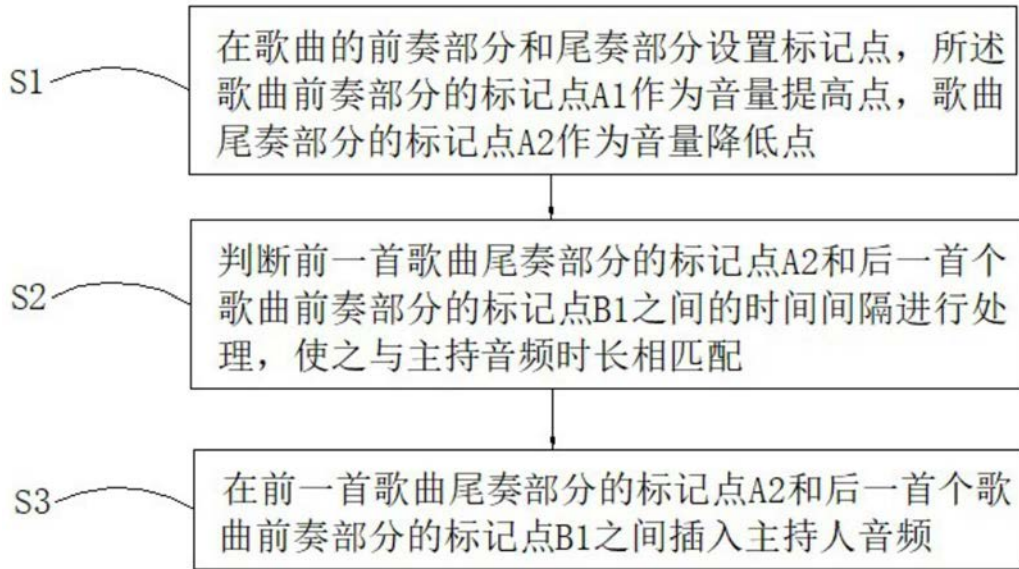 S1
在歌曲的前奏部分和尾奏部分设置标记点，所述
歌曲前奏部分的标记点A1作为音量提高点，歌曲
尾奏部分的标记点A2作为音量降低点
S2
判断前一首歌曲尾奏部分的标记点A2和后一首个
歌曲前奏部分的标记点B1之间的时间间隔进行处
理，使之与主持音频时长相匹配
S3
在前一首歌曲尾奏部分的标记点A2和后一首个歌
曲前奏部分的标记点B1之间插入主持人音频